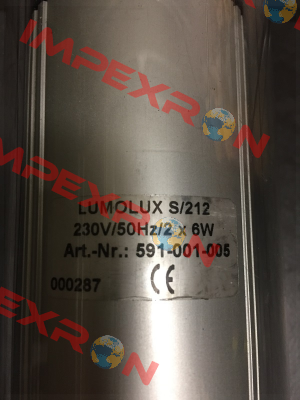 IMPEXRON
LUMOLUX S/212
230V/50Hz/2 x 6W
Art.-Nr.: 591-001-005
000287
CE
IMPEXRON
IMPEXRON